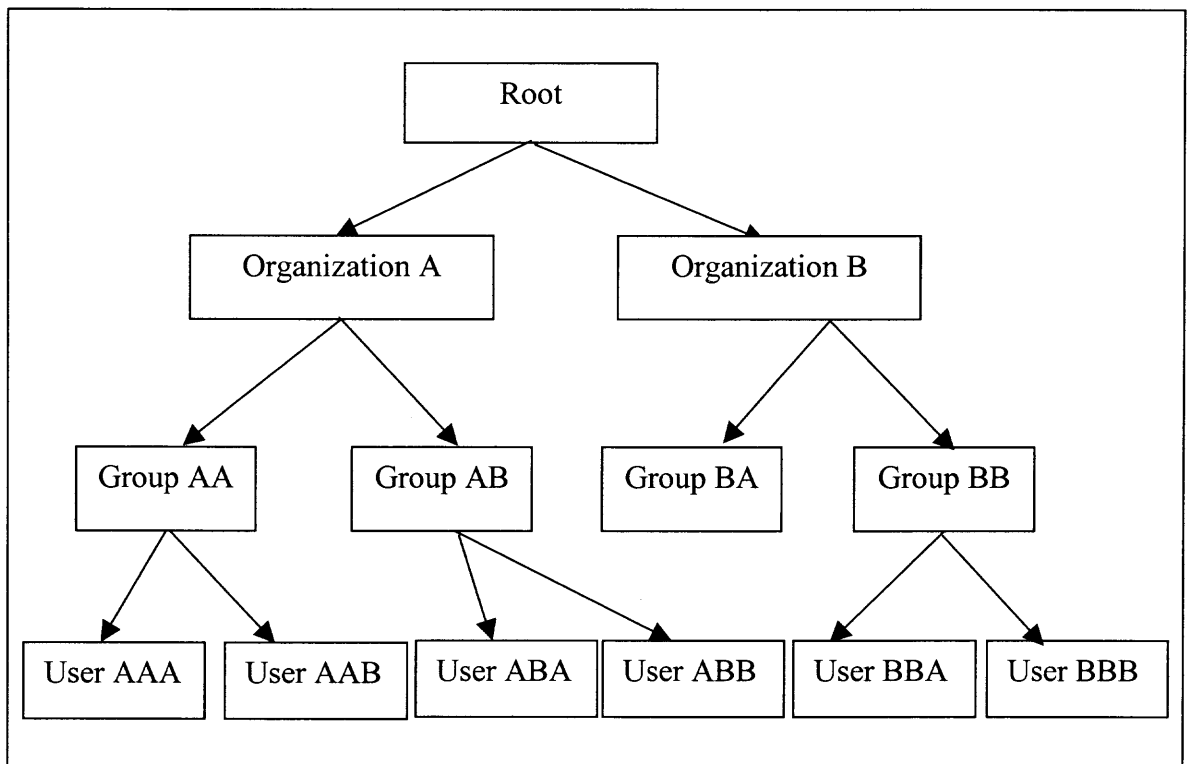 Root
Organization A
Organization B
Group AA
Group AB
Group BA
Group BB
User AAA
User AAB
User ABA
User ABB
User BBA
User BBB